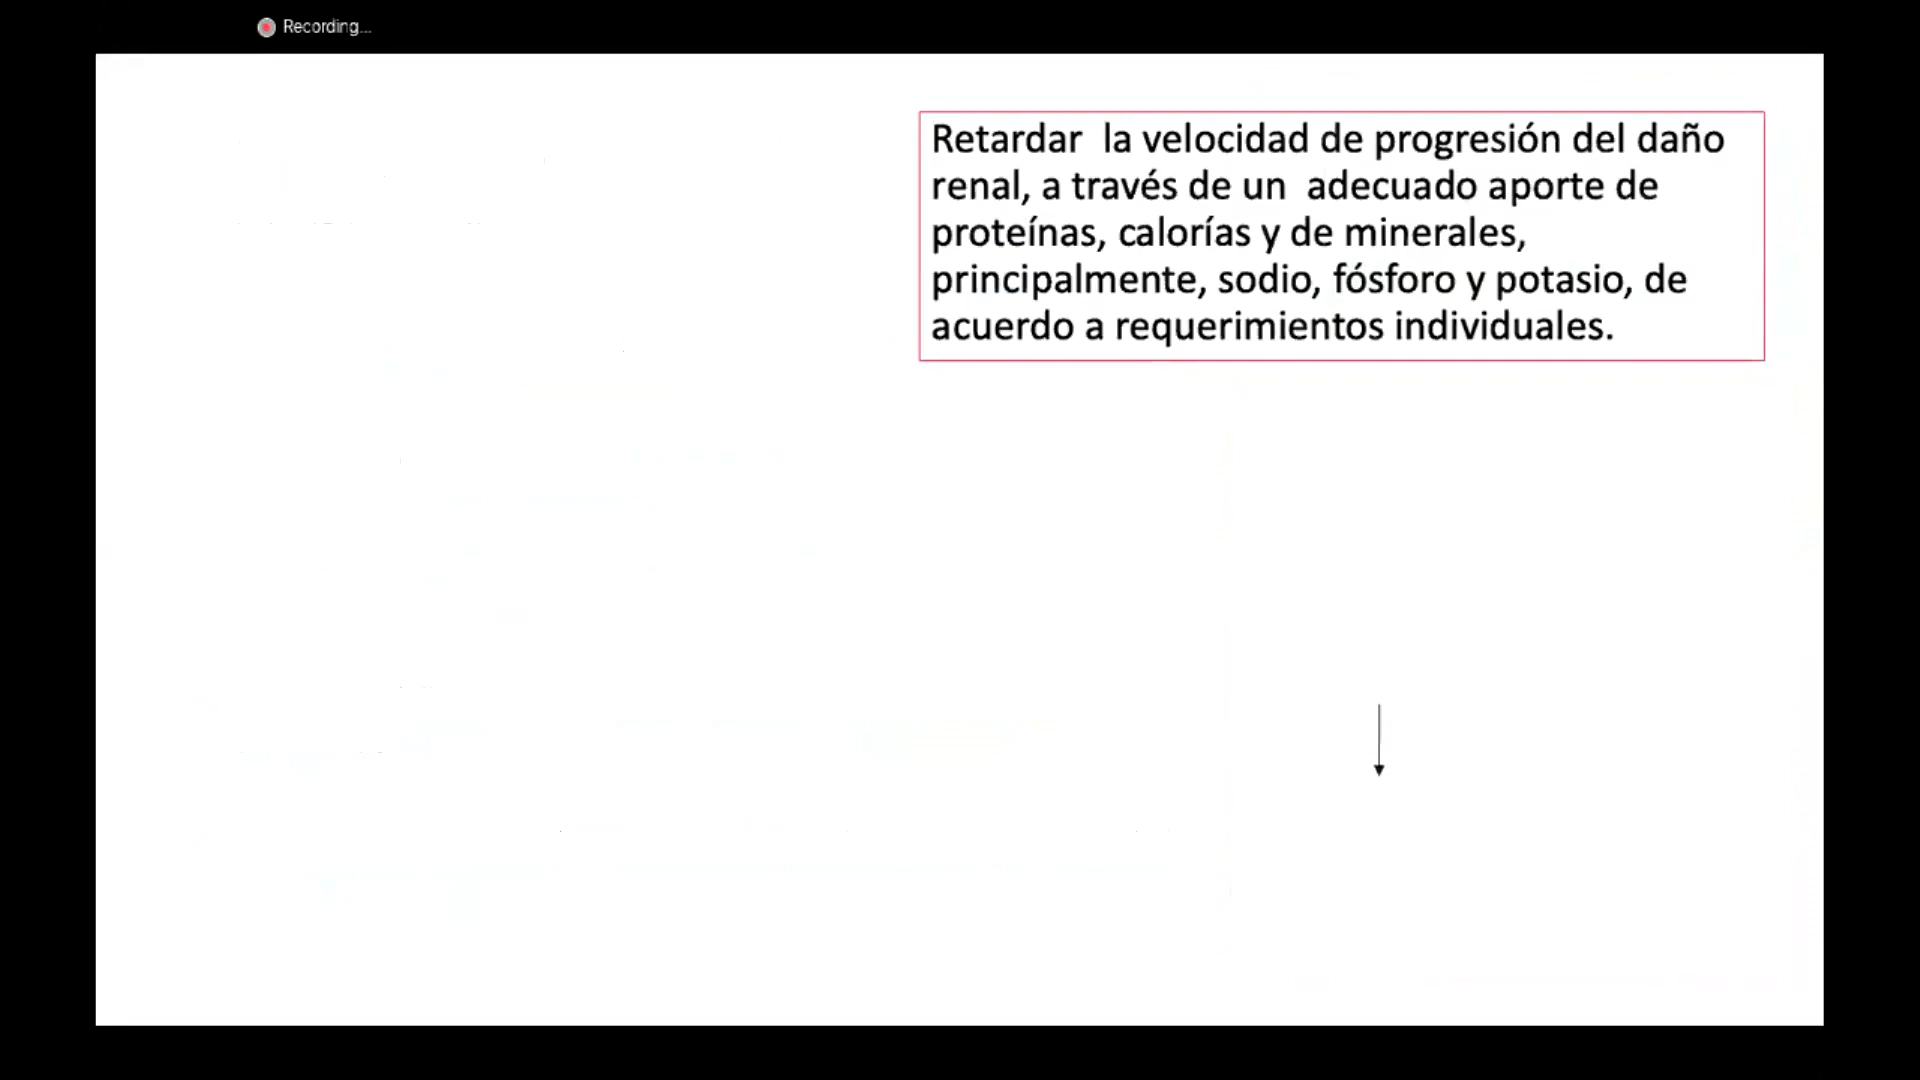 Recording...
Retardar la velocidad de progresión del daño
renal, a través de un adecuado aporte de
proteínas, calorías y de minerales,
principalmente, sodio, fósforo y potasio, de
acuerdo a requerimientos individuales.